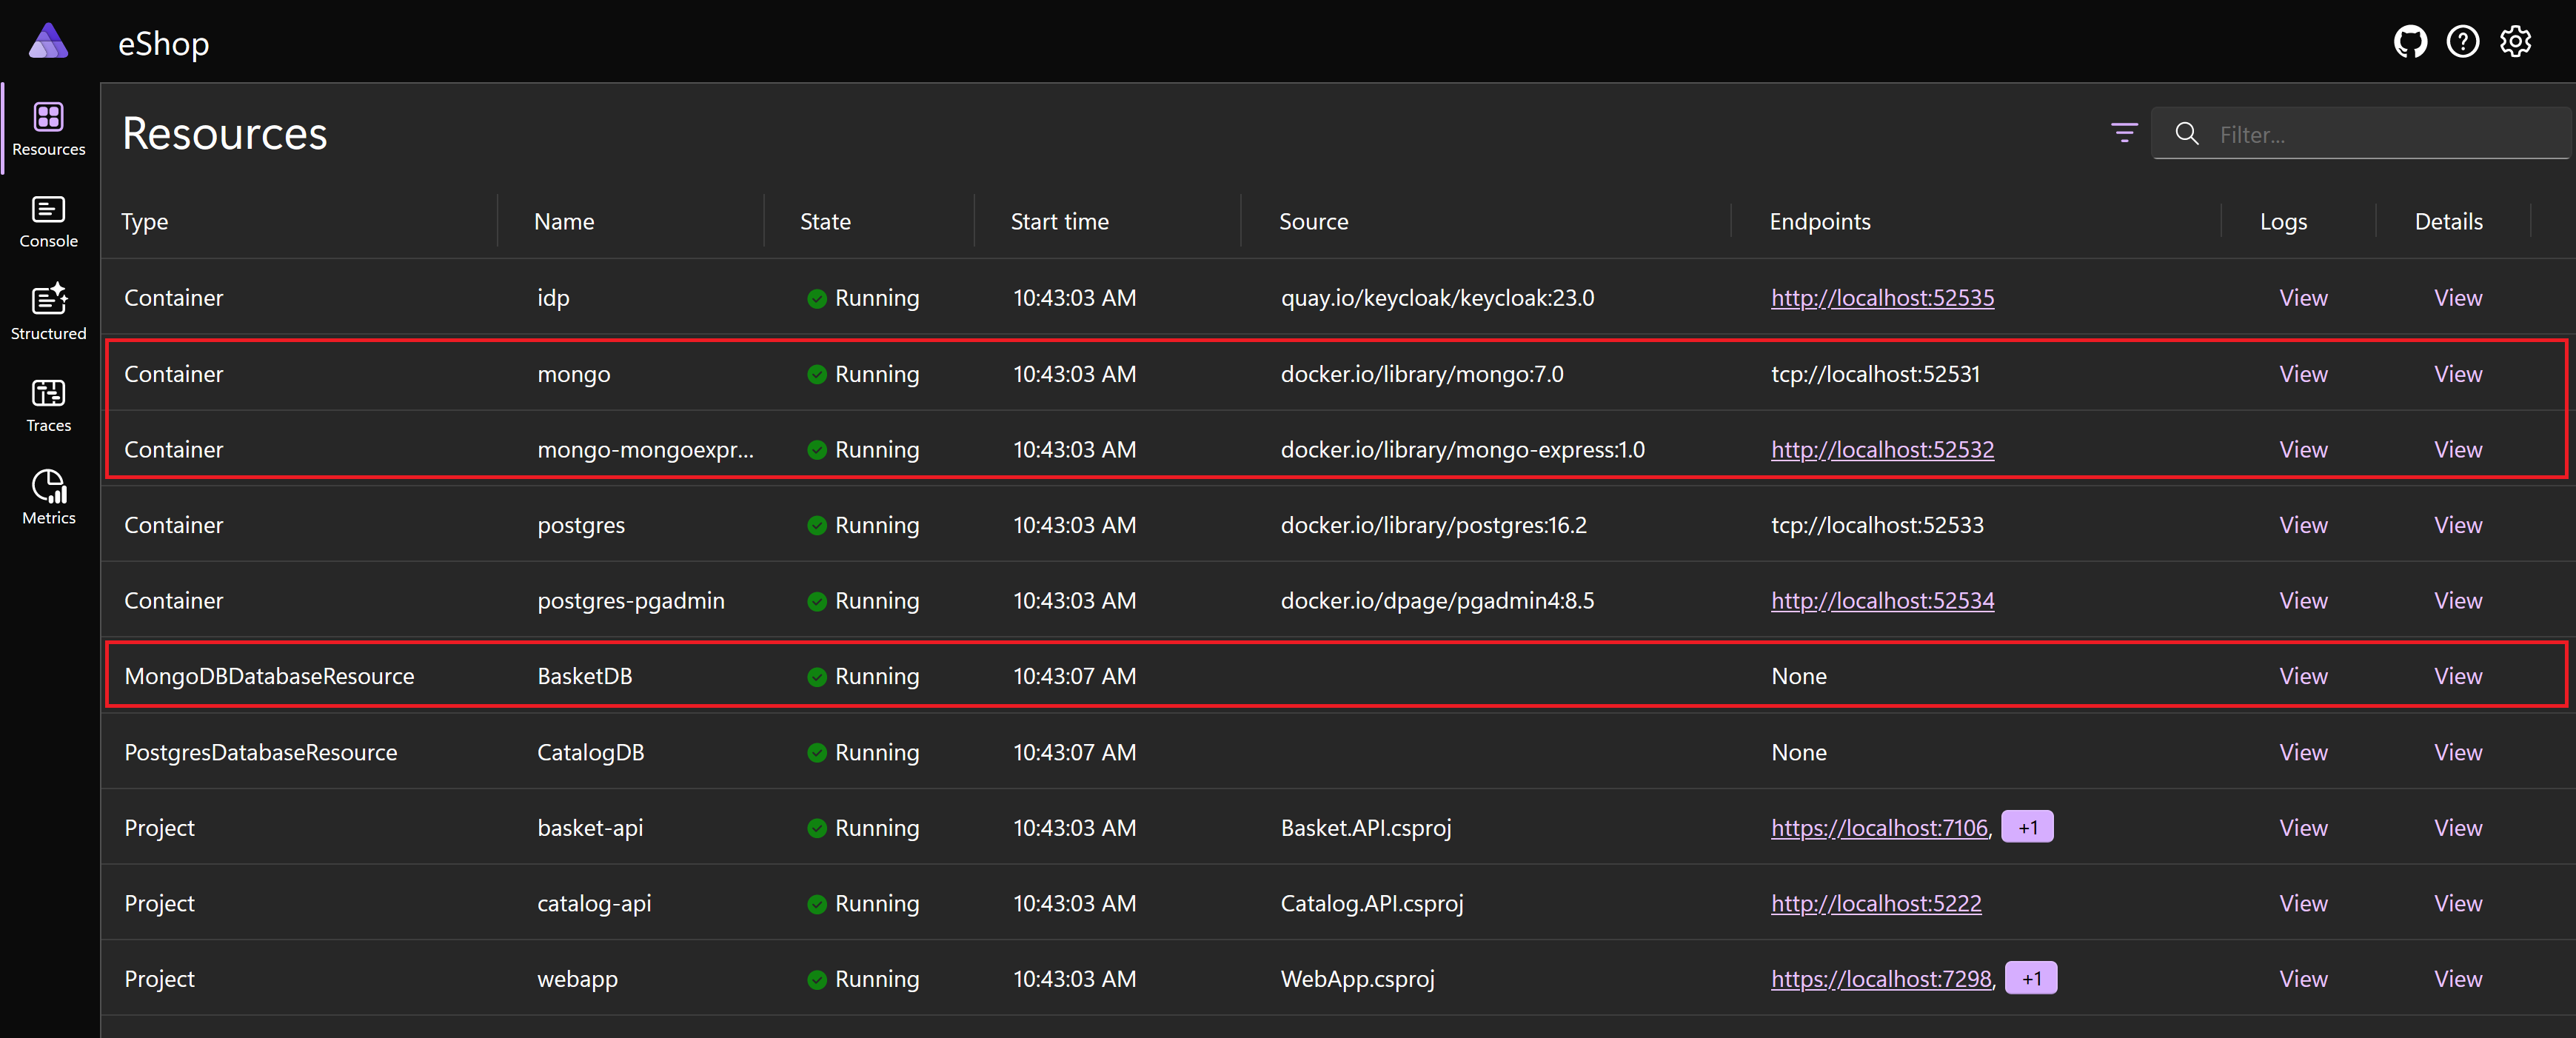 eShop
Resources
Filter...
Resources
Console
Structured
Traces
Metrics
Type Name State Start time Source Endpoints Logs Details
Container idp Running 10:43:03 AM quay.io/keycloak/keycloak:23.0 http://localhost:52535 View View
Container mongo Running 10:43:03 AM docker.io/library/mongo:7.0 tcp://localhost:52531 View View
Container mongo-mongoexpr... Running 10:43:03 AM docker.io/library/mongo-express:1.0 http://localhost:52532 View View
Container postgres Running 10:43:03 AM docker.io/library/postgres:16.2 tcp://localhost:52533 View View
Container postgres-pgadmin Running 10:43:03 AM docker.io/dpage/pgadmin4:8.5 http://localhost:52534 View View
MongoDBDatabaseResource BasketDB Running 10:43:07 AM None View View
PostgresDatabaseResource CatalogDB Running 10:43:07 AM None View View
Project basket-api Running 10:43:03 AM Basket.API.csproj https://localhost:7106, +1 View View
Project catalog-api Running 10:43:03 AM Catalog.API.csproj http://localhost:5222 View View
Project webapp Running 10:43:03 AM WebApp.csproj https://localhost:7298, +1 View View